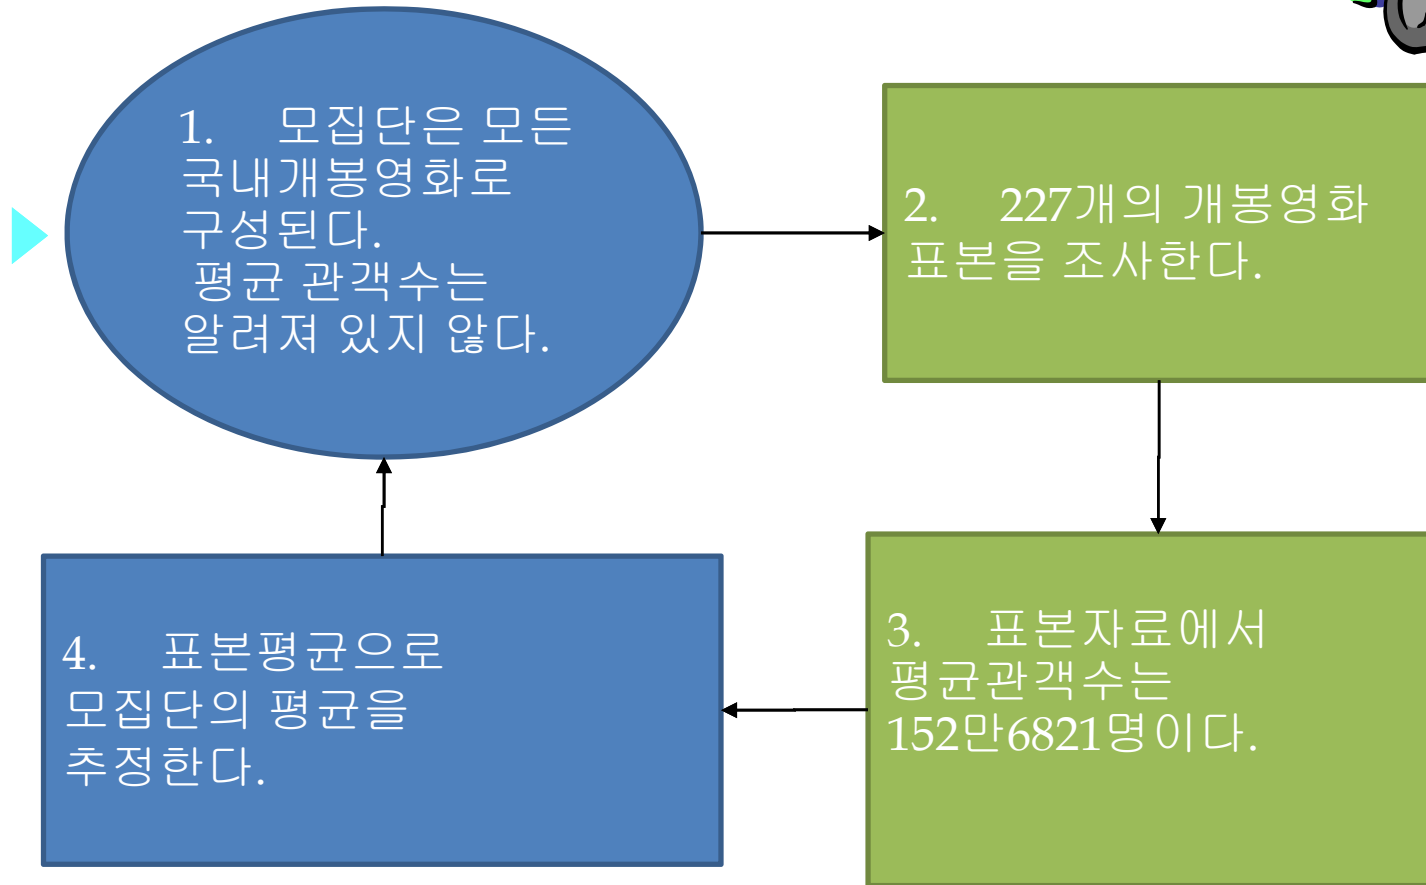 1. 모집단은 모든
국내개봉영화로
구성된다.
평균 관객수는
알려져 있지 않다.
2. 227개의 개봉영화
표본을 조사한다.
3. 표본자료에서
평균관객수는
152만6821명이다.
4. 표본평균으로
모집단의 평균을
추정한다.